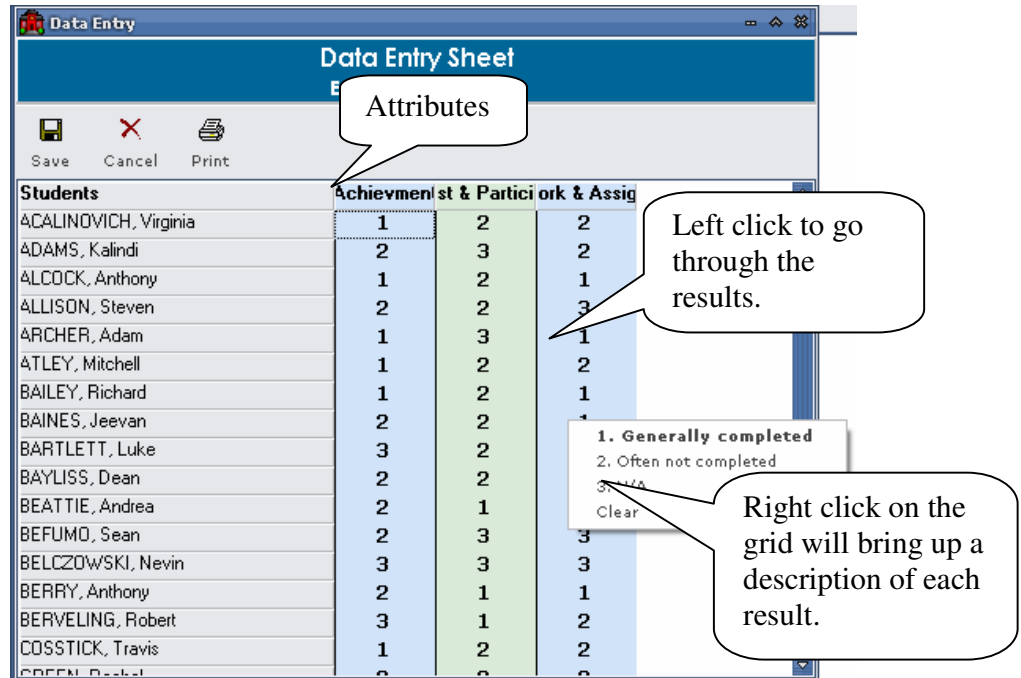 Data Entry
Data Entry Sheet
Attributes
Save Cancel Print
Students Achievment st & Partici ork & Assig
ACALINOVICH, Virginia 1 2 2
ADAMS, Kalindi 2 3 2
ALCOCK, Anthony 1 2 1
ALLISON, Steven 2 2 3
ARCHER, Adam 1 3 1
ATLEY, Mitchell 1 2 2
BAILEY, Richard 1 2 1
BAINES, Jeevan 2 2
BARTLETT, Luke 3 2
BAYLISS, Dean 2 2
BEATTIE, Andrea 2 1
BEFUMO, Sean 2 3 3
BELCZOWSKI, Nevin 3 3 3
BERRY, Anthony 2 1 1
BERVELING, Robert 3 1 2
COSSTICK, Travis 1 2 2
Left click to go
through the
results.
1. Generally completed
2. Often not completed
3. N/A
Clear
Right click on the
grid will bring up a
description of each
result.